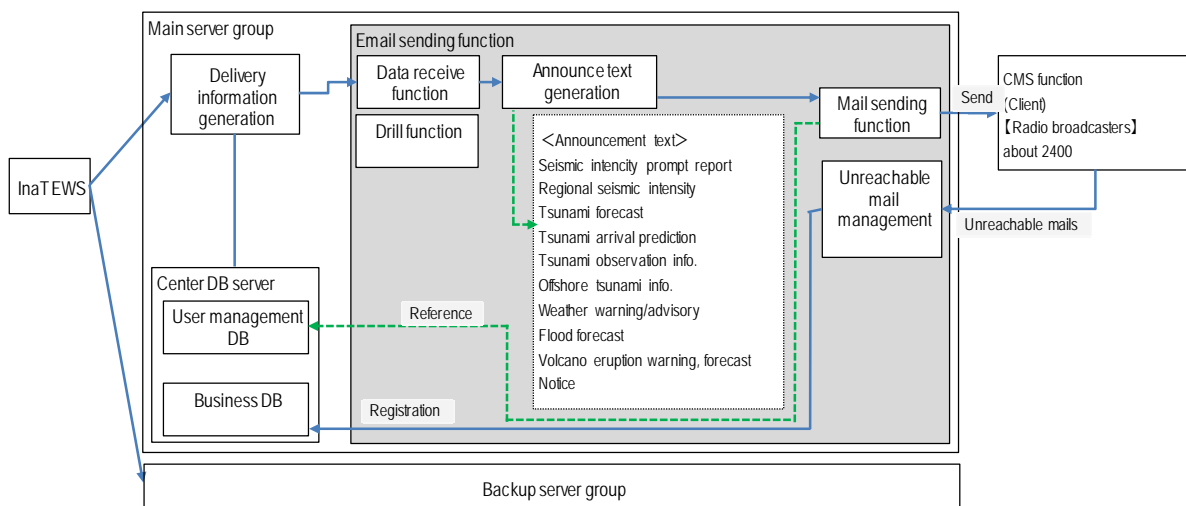 Main server group
Email sending function
Delivery
information
generation
Data receive
function
Announce text
generation
Drill function
Mail sending
function
Send
CMS function
(Client)
【Radio broadcasters】
about 2400
InaTEWS
<Announcement text>
Seismic intencity prompt report
Regional seismic intensity
Tsunami forecast
Tsunami arrival prediction
Tsunami observation info.
Offshore tsunami info.
Weather warning/advisory
Flood forecast
Volcano eruption warning, forecast
Notice
Unreachable
mail
management
Unreachable mails
Center DB server
User management
DB
Reference
Business DB
Registration
Backup server group